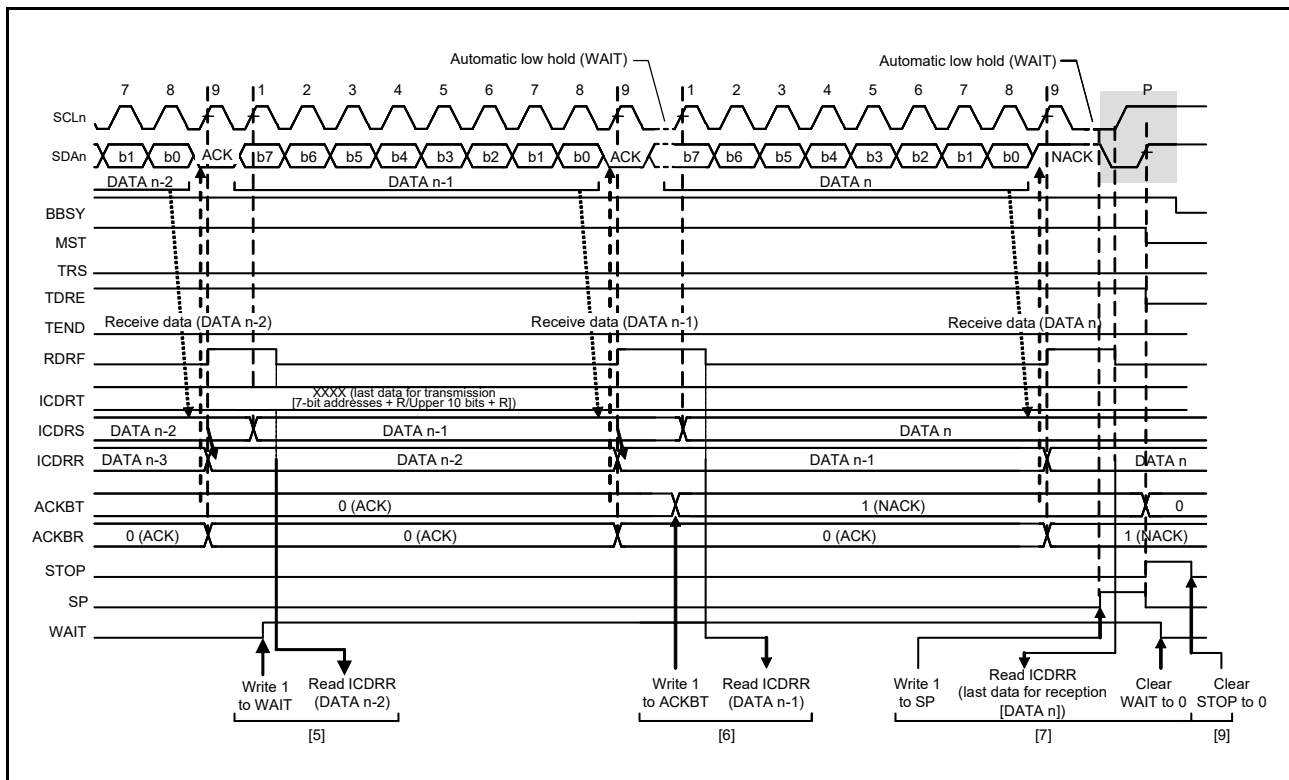 Automatic low hold (WAIT)
Automatic low hold (WAIT)
7 8 9 1 2 3 4 5 6 7 8 9 1 2 3 4 5 6 7 8 9 P
SCLn
SDAn b1 b0 ACK b7 b6 b5 b4 b3 b2 b1 b0 ACK b7 b6 b5 b4 b3 b2 b1 b0 NACK
DATA n-2 DATA n-1 DATA n
BBSY
MST
TRS
TDRE
TEND Receive data (DATA n-2) Receive data (DATA n-1) Receive data (DATA n)
RDRF
XXXX (last data for transmission
ICDRT [7-bit addresses + R/Upper 10 bits + R])
ICDRS DATA n-2 DATA n-1 DATA n
ICDRR DATA n-3 DATA n-2 DATA n-1 DATA n
ACKBT 0 (ACK) 1 (NACK) 0
ACKBR 0 (ACK) 0 (ACK) 0 (ACK) 1 (NACK)
STOP
SP
WAIT
Write 1
to WAIT
Read ICDRR
(DATA n-2)
[5]
Write 1
to ACKBT
Read ICDRR
(DATA n-1)
[6]
Write 1
to SP
Read ICDRR
(last data for reception
[DATA n])
Clear
WAIT to 0
[7]
Clear
STOP to 0
[9]